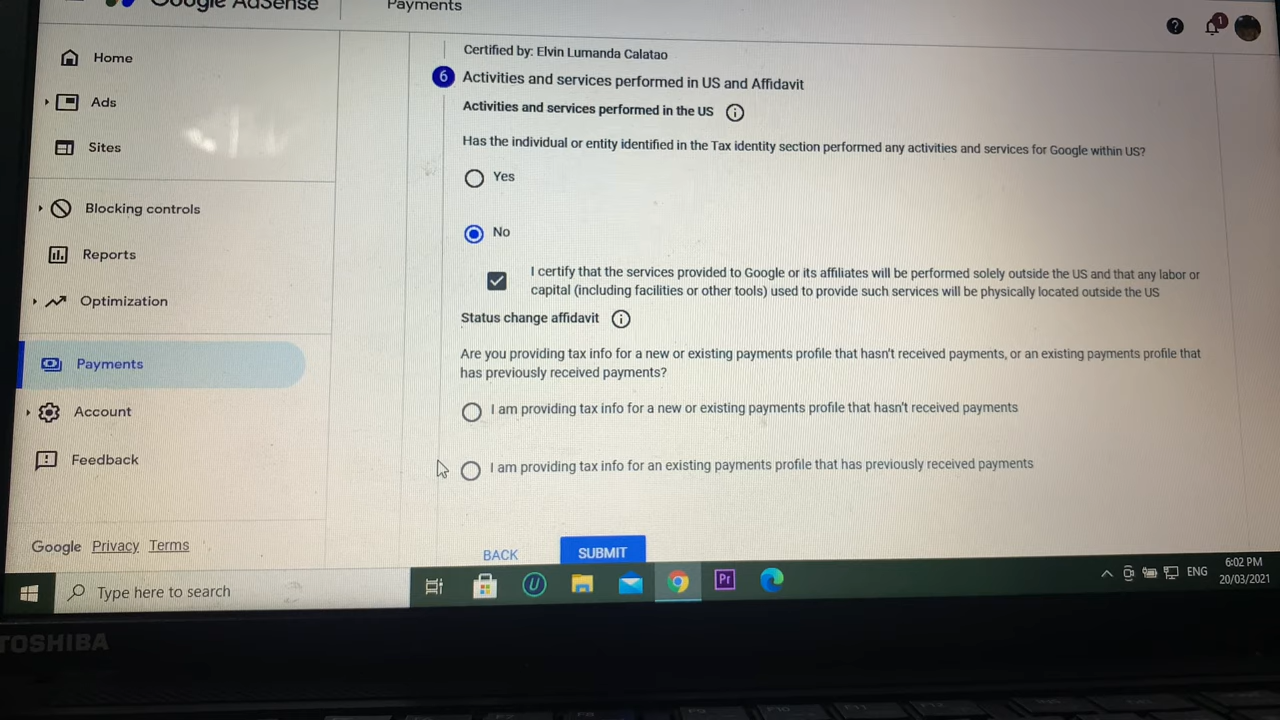 Google AdSense
Payments
1
Home
Ads
Sites
Blocking controls
Reports
Optimization
Payments
Account
Feedback
Google Privacy Terms
Certified by: Elvin Lumanda Calatao
6 Activities and services performed in US and Affidavit
Activities and services performed in the US
Has the individual or entity identified in the Tax identity section performed any activities and services for Google within US?
Yes
No
I certify that the services provided to Google or its affiliates will be performed solely outside the US and that any labor or
capital (including facilities or other tools) used to provide such services will be physically located outside the US
Status change affidavit
Are you providing tax info for a new or existing payments profile that hasn't received payments, or an existing payments profile that
has previously received payments?
I am providing tax info for a new or existing payments profile that hasn't received payments
I am providing tax info for an existing payments profile that has previously received payments
BACK
SUBMIT
Type here to search
Pr
ENG
6:02 PM
20/03/2021
TOSHIBA